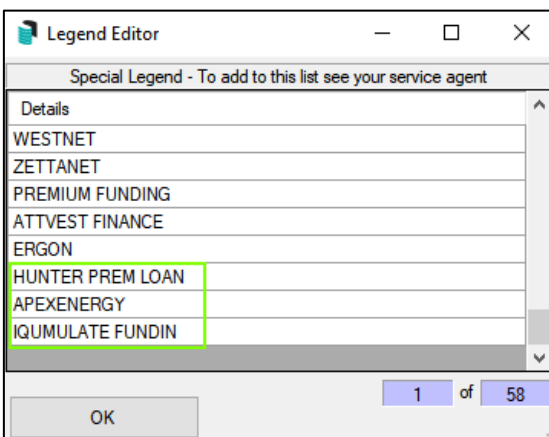 Legend Editor
Special Legend - To add to this list see your service agent
Details
WESTNET
ZETTANET
PREMIUM FUNDING
ATTVEST FINANCE
ERGON
HUNTER PREM LOAN
APEXENERGY
IQUMULATE FUNDIN
1 of 58
OK